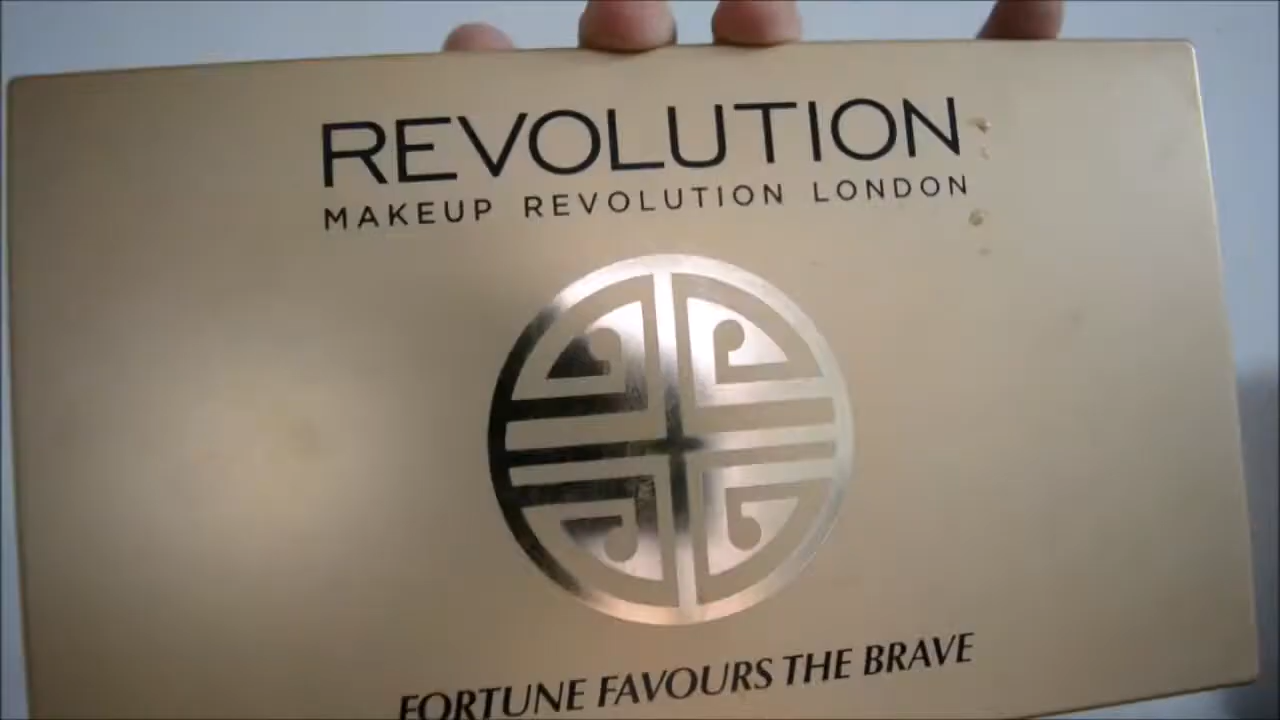 REVOLUTION
MAKEUP REVOLUTION LONDON
FORTUNE FAVOURS THE BRAVE